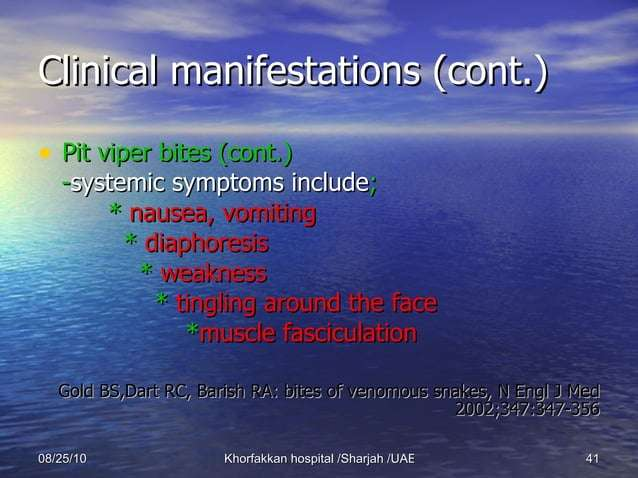 Clinical manifestations (cont.)
• Pit viper bites (cont.)
-systemic symptoms include;
* nausea, vomiting
* diaphoresis
* weakness
* tingling around the face
*muscle fasciculation
Gold BS,Dart RC, Barish RA: bites of venomous snakes, N Engl J Med
2002;347:347-356
08/25/10 Khorfakkan hospital /Sharjah /UAE 41